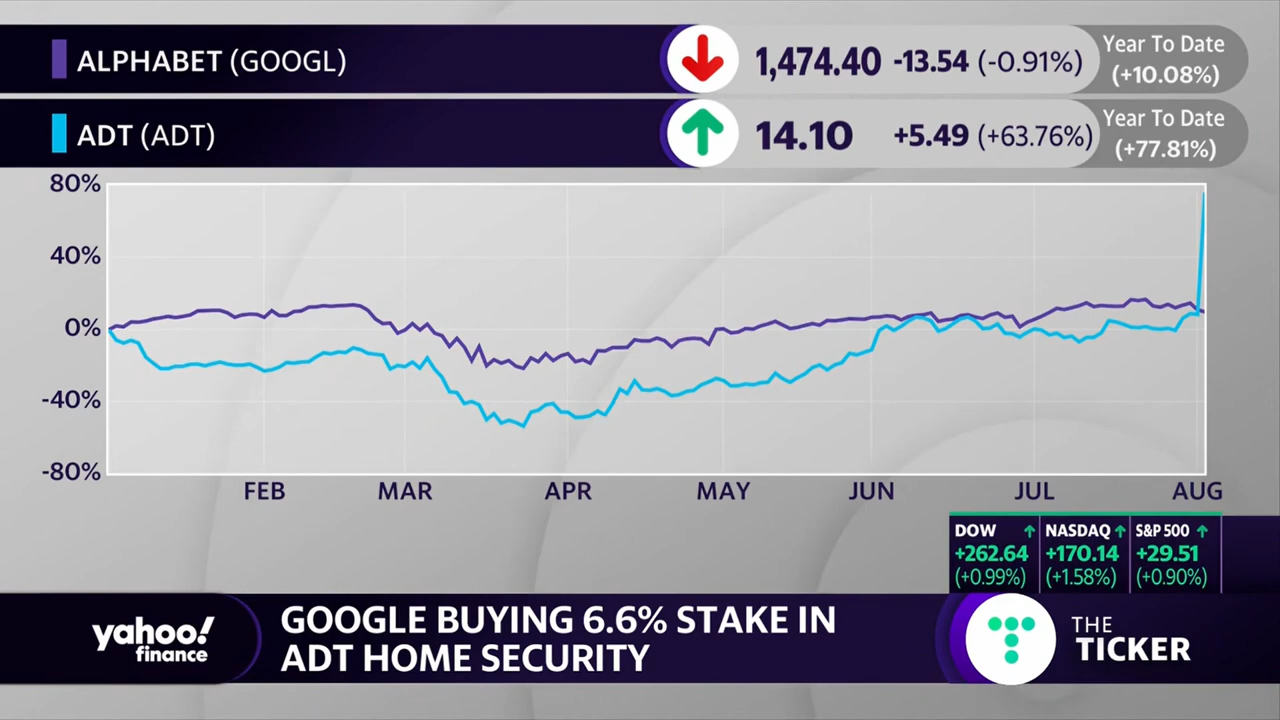 ALPHABET (GOOGL)
1,474.40 -13.54 (-0.91%)
Year To Date
(+10.08%)
ADT (ADT)
14.10 +5.49 (+63.76%)
Year To Date
(+77.81%)
80%
40%
0%
-40%
-80%
FEB MAR APR MAY JUN JUL AUG
DOW
+262.64
(+0.99%)
NASDAQ
+170.14
(+1.58%)
S&P 500
+29.51
(+0.90%)
yahoo!
finance
GOOGLE BUYING 6.6% STAKE IN
ADT HOME SECURITY
THE
TICKER